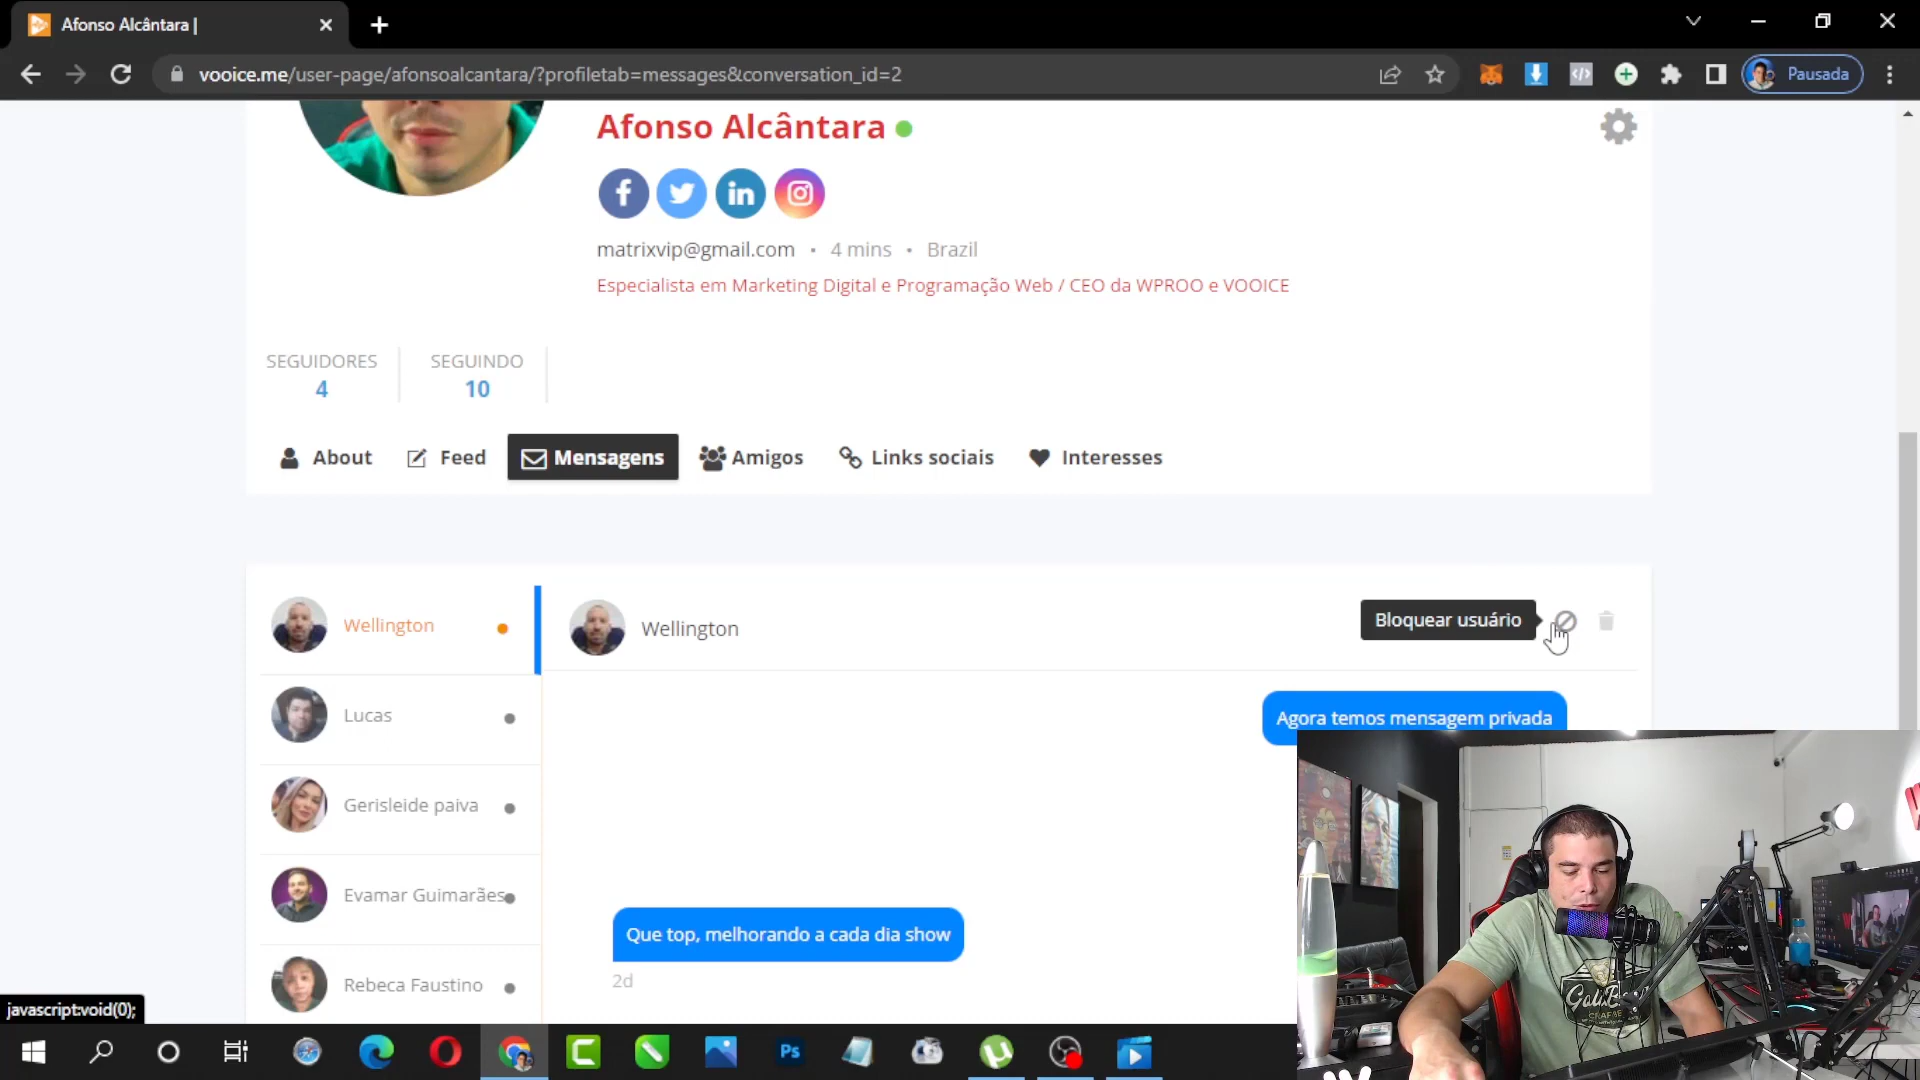 Afonso Alcântara |
vooice.me/user-page/afonsoalcantara/?profiletab=messages&conversation_id=2
Pausada
Afonso Alcântara
matrixvip@gmail.com • 4 mins • Brazil
Especialista em Marketing Digital e Programação Web / CEO da WPROO e VOOICE
SEGUIDORES
4
SEGUINDO
10
About
Feed
Mensagens
Amigos
Links sociais
Interesses
Wellington
Lucas
Gerisleide paiva
Evamar Guimarães
Rebeca Faustino
Wellington
Bloquear usuário
Agora temos mensagem privada
Que top, melhorando a cada dia show
2d
javascript:void(0);
Ps